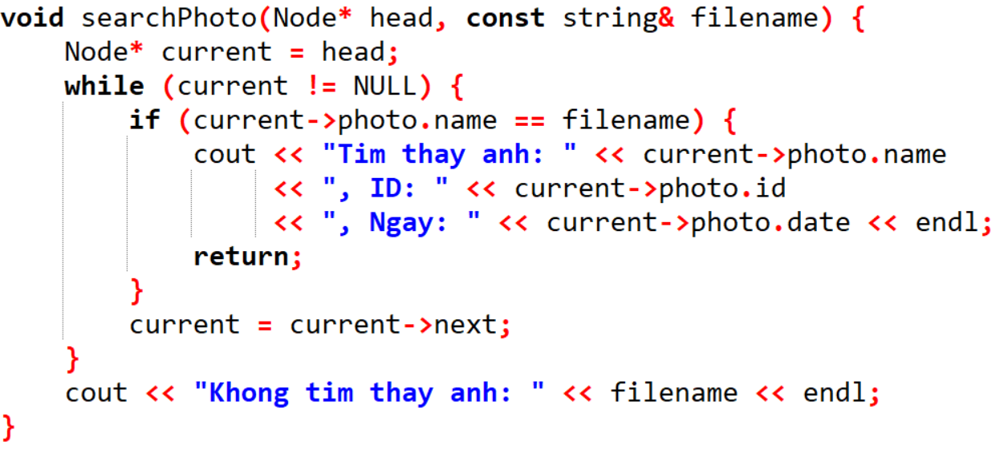 void searchPhoto(Node* head, const string& filename) {
    Node* current = head;
    while (current != NULL) {
        if (current->photo.name == filename) {
            cout << "Tim thay anh: " << current->photo.name
                 << ", ID: " << current->photo.id
                 << ", Ngay: " << current->photo.date << endl;
            return;
        }
        current = current->next;
    }
    cout << "Khong tim thay anh: " << filename << endl;
}